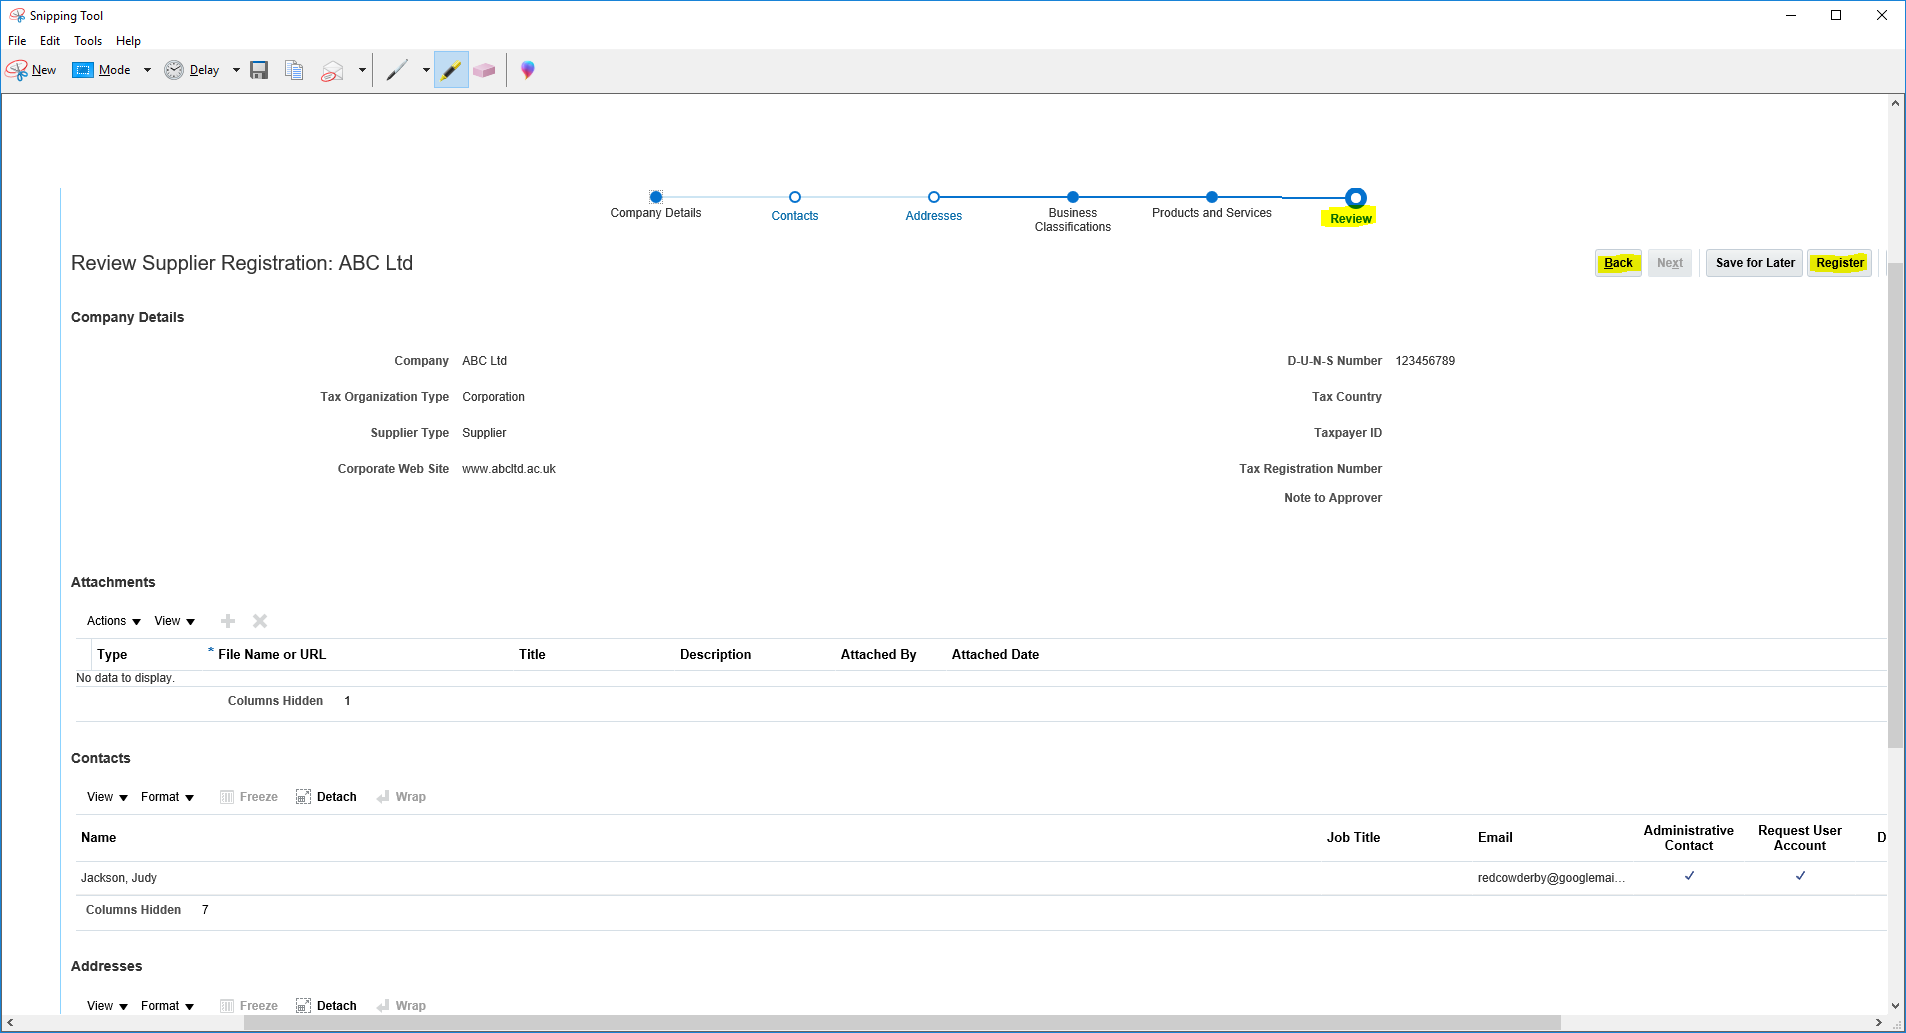 Snipping Tool
File Edit Tools Help
New Mode Delay
Company Details Contacts Addresses Business Classifications Products and Services Review
Review Supplier Registration: ABC Ltd Back Next Save for Later Register
Company Details
Company ABC Ltd D-U-N-S Number 123456789
Tax Organization Type Corporation Tax Country
Supplier Type Supplier Taxpayer ID
Corporate Web Site www.abcltd.ac.uk Tax Registration Number
Note to Approver
Attachments
Actions View
Type * File Name or URL Title Description Attached By Attached Date
No data to display.
Columns Hidden 1
Contacts
View Format Freeze Detach Wrap
Name Job Title Email Administrative Contact Request User Account D
Jackson, Judy redcowderby@googlemai...
Columns Hidden 7
Addresses
View Format Freeze Detach Wrap